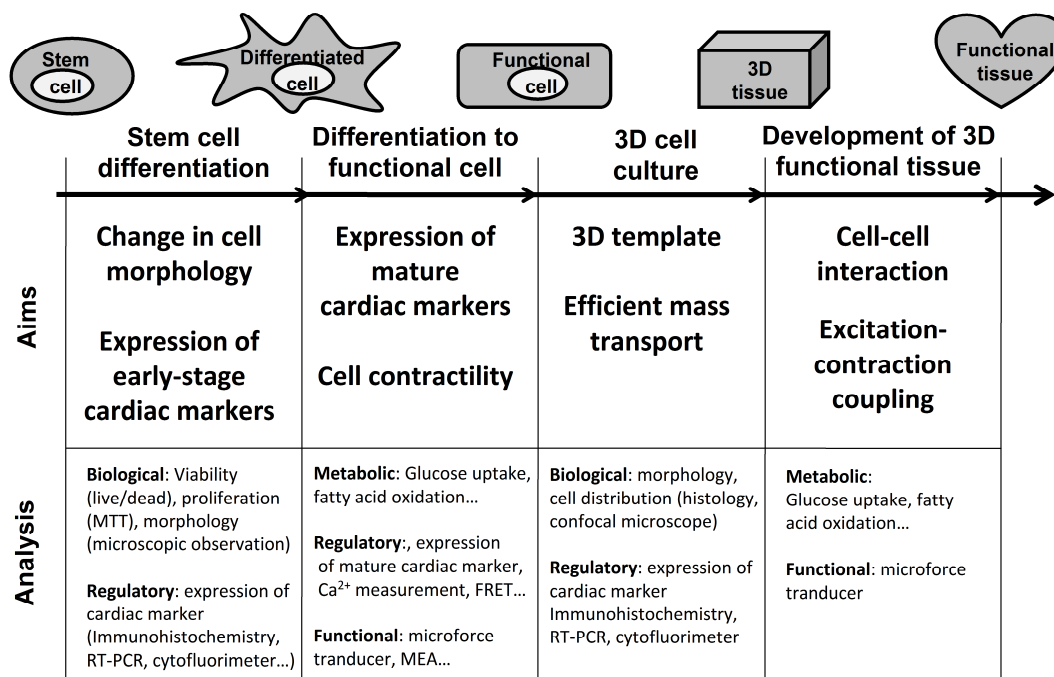 Stem
cell
Differentiated
cell
Functional
cell
3D
tissue
Functional
tissue
Stem cell
differentiation
Differentiation to
functional cell
3D cell
culture
Development of 3D
functional tissue
Aims
Change in cell
morphology
Expression of
early-stage
cardiac markers
Expression of
mature
cardiac markers
Cell contractility
3D template
Efficient mass
transport
Cell-cell
interaction
Excitation-
contraction
coupling
Analysis
Biological: Viability
(live/dead), proliferation
(MTT), morphology
(microscopic observation)
Regulatory: expression of
cardiac marker
(Immunohistochemistry,
RT-PCR, cytofluorimeter...)
Metabolic: Glucose uptake,
fatty acid oxidation...
Regulatory:, expression
of mature cardiac marker,
Ca²⁺ measurement, FRET...
Functional: microforce
tranducer, MEA...
Biological: morphology,
cell distribution (histology,
confocal microscope)
Regulatory: expression of
cardiac marker
Immunohistochemistry,
RT-PCR, cytofluorimeter
Metabolic:
Glucose uptake, fatty
acid oxidation...
Functional: microforce
tranducer